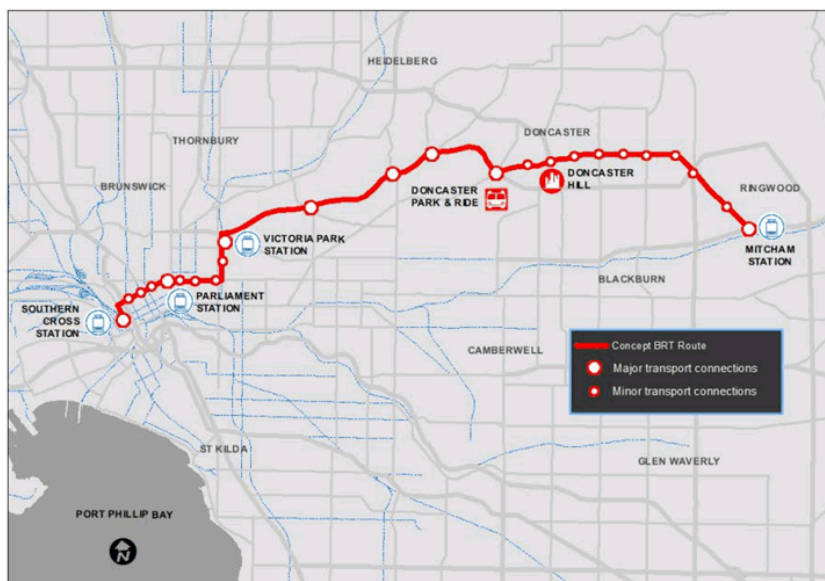 HEIDELBERG
THORNBURY
DONCASTER
BRUNSWICK
DONCASTER
PARK & RIDE
DONCASTER
HILL
RINGWOOD
VICTORIA PARK
STATION
MITCHAM
STATION
BLACKBURN
PARLIAMENT
STATION
SOUTHERN
CROSS
STATION
CAMBERWELL
Concept BRT Route
Major transport connections
Minor transport connections
ST KILDA
GLEN WAVERLY
PORT PHILLIP BAY
N